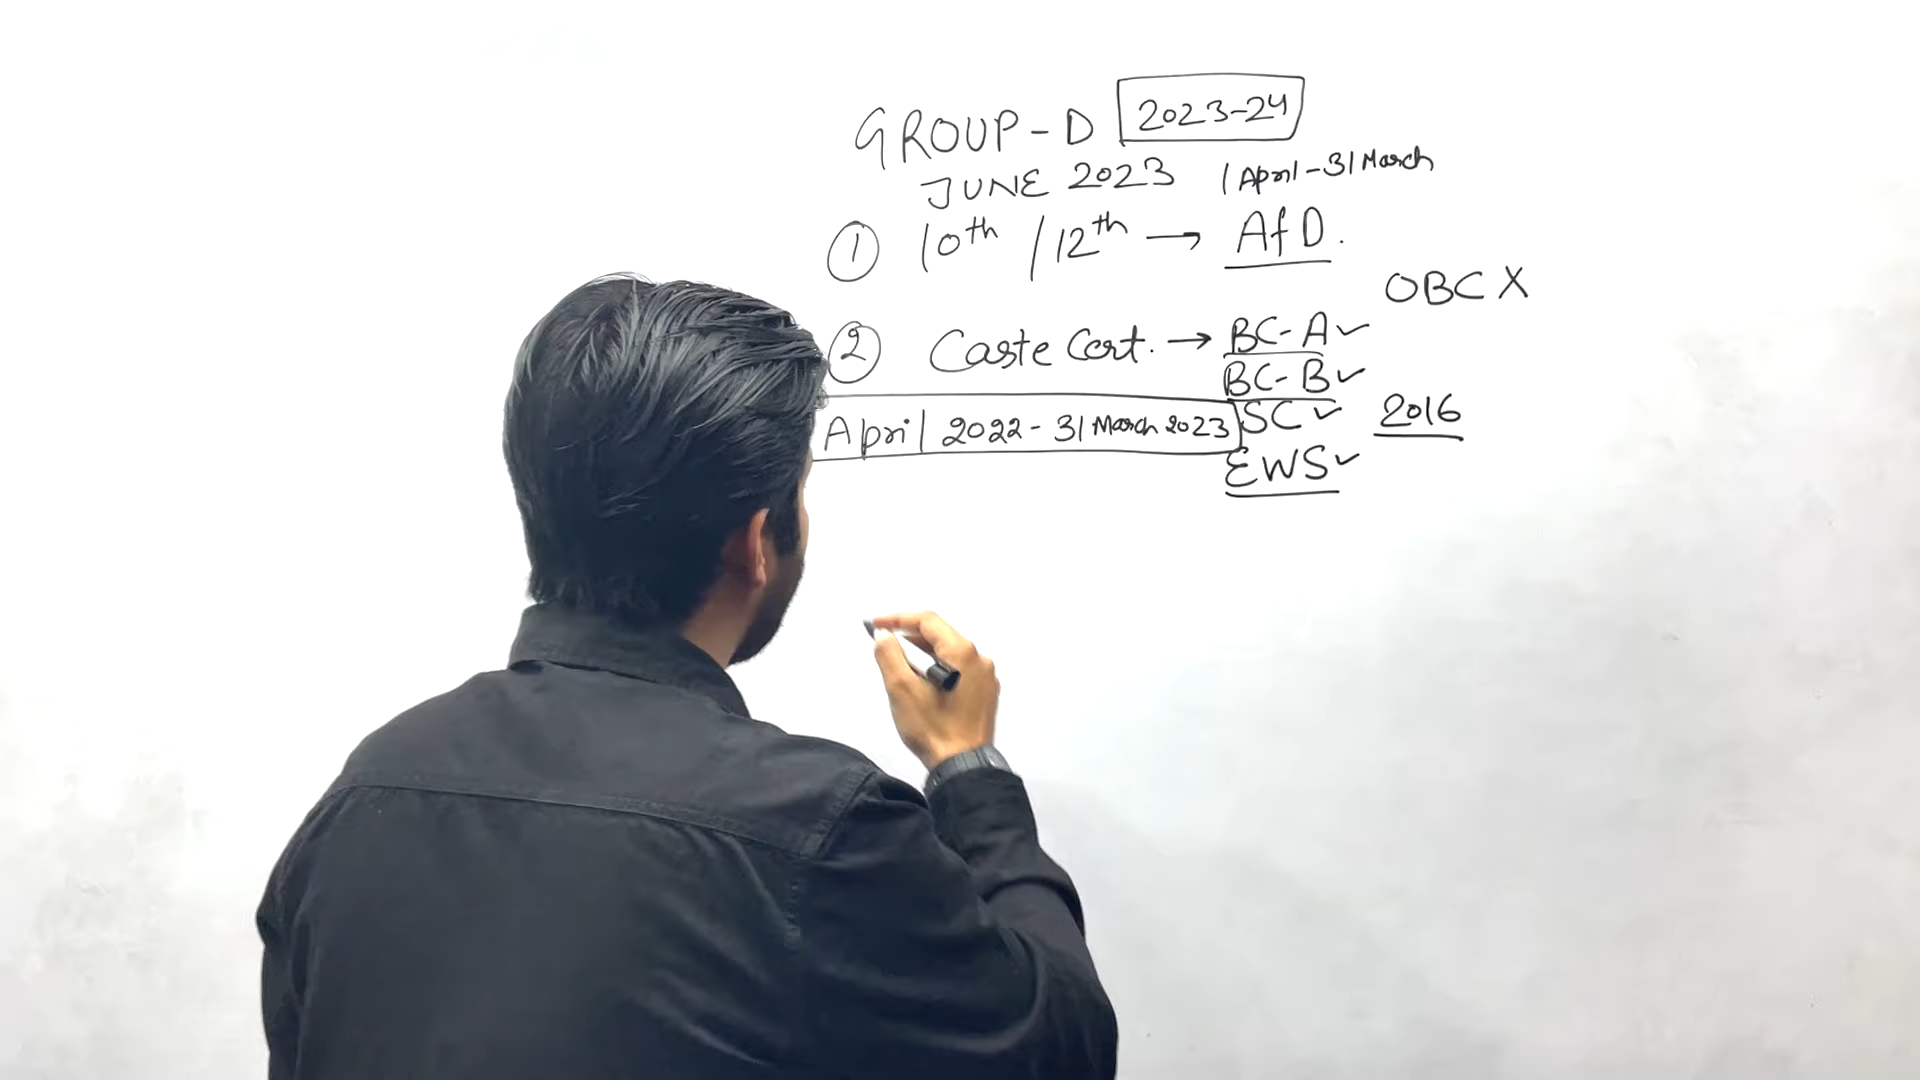 GROUP-D 2023-24
JUNE 2023 1 April-31 March
① 10th / 12th → AfD.
OBC X
② Caste Cert. → BC-A✓
BC-B✓
April 2022 - 31 March 2023 SC✓ 2016
EWS✓